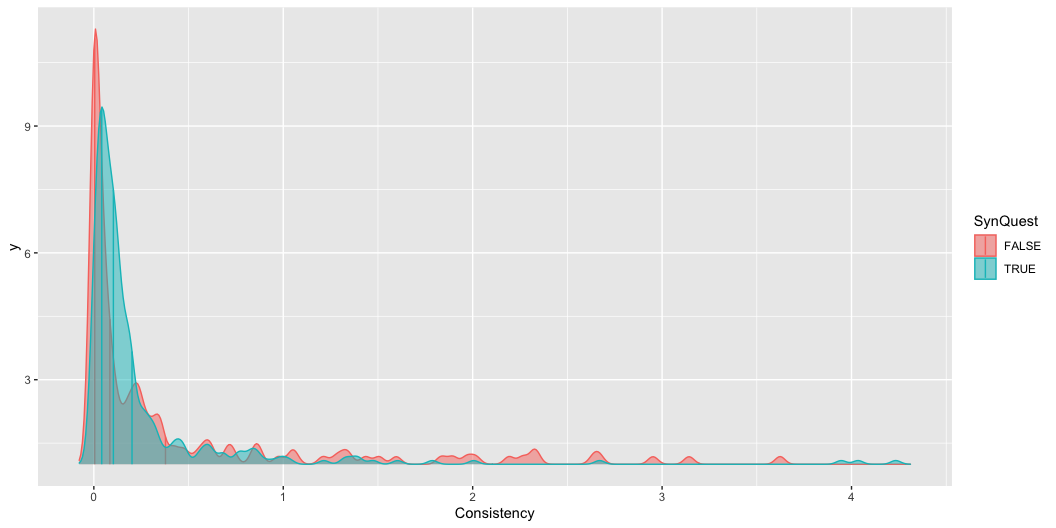 y
9
6
3
0
1
2
3
4
Consistency
SynQuest
FALSE
TRUE